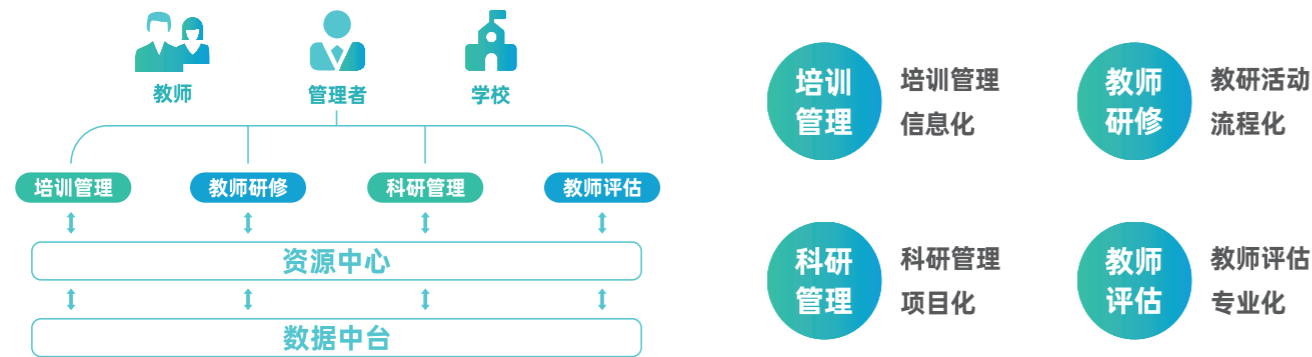 教师
管理者
学校
培训管理
教师研修
科研管理
教师评估
资源中心
数据中台
培训
管理
培训管理
信息化
教师
研修
教研活动
流程化
科研
管理
科研管理
项目化
教师
评估
教师评估
专业化